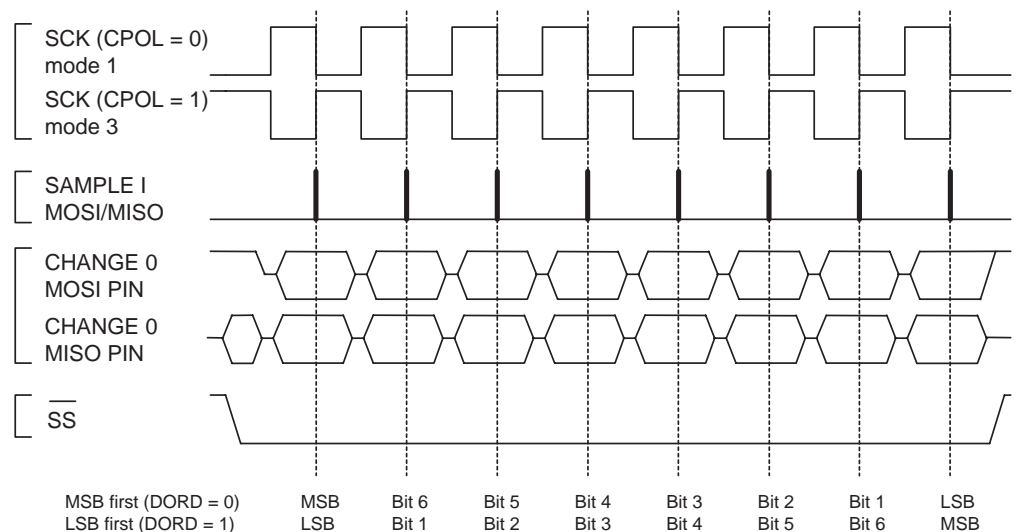 SCK (CPOL = 0)
mode 1
SCK (CPOL = 1)
mode 3
SAMPLE I
MOSI/MISO
CHANGE 0
MOSI PIN
CHANGE 0
MISO PIN
SS
MSB first (DORD = 0) MSB Bit 6 Bit 5 Bit 4 Bit 3 Bit 2 Bit 1 LSB
LSB first (DORD = 1) LSB Bit 1 Bit 2 Bit 3 Bit 4 Bit 5 Bit 6 MSB